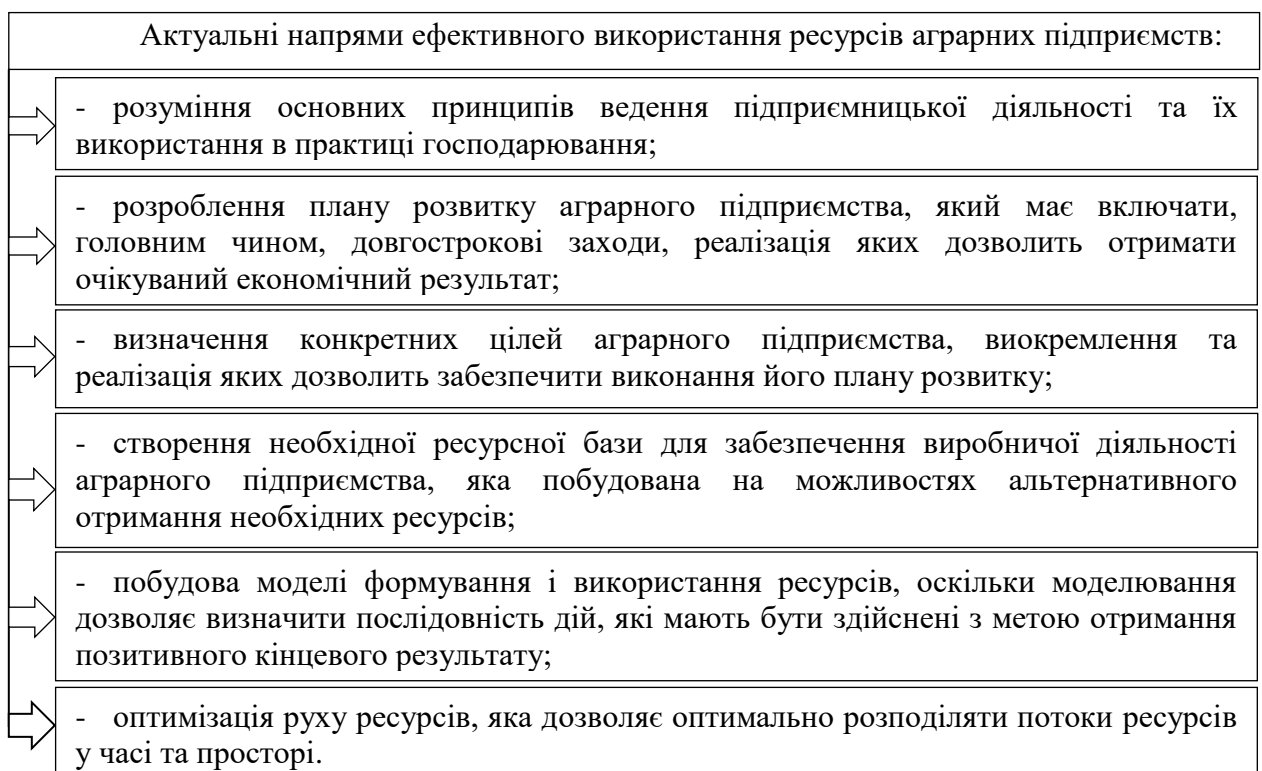 Актуальні напрями ефективного використання ресурсів аграрних підприємств:
- розуміння основних принципів ведення підприємницької діяльності та їх
використання в практиці господарювання;
- розроблення плану розвитку аграрного підприємства, який має включати,
головним чином, довгострокові заходи, реалізація яких дозволить отримати
очікуваний економічний результат;
- визначення конкретних цілей аграрного підприємства, виокремлення та
реалізація яких дозволить забезпечити виконання його плану розвитку;
- створення необхідної ресурсної бази для забезпечення виробничої діяльності
аграрного підприємства, яка побудована на можливостях альтернативного
отримання необхідних ресурсів;
- побудова моделі формування і використання ресурсів, оскільки моделювання
дозволяє визначити послідовність дій, які мають бути здійснені з метою отримання
позитивного кінцевого результату;
- оптимізація руху ресурсів, яка дозволяє оптимально розподіляти потоки ресурсів
у часі та просторі.